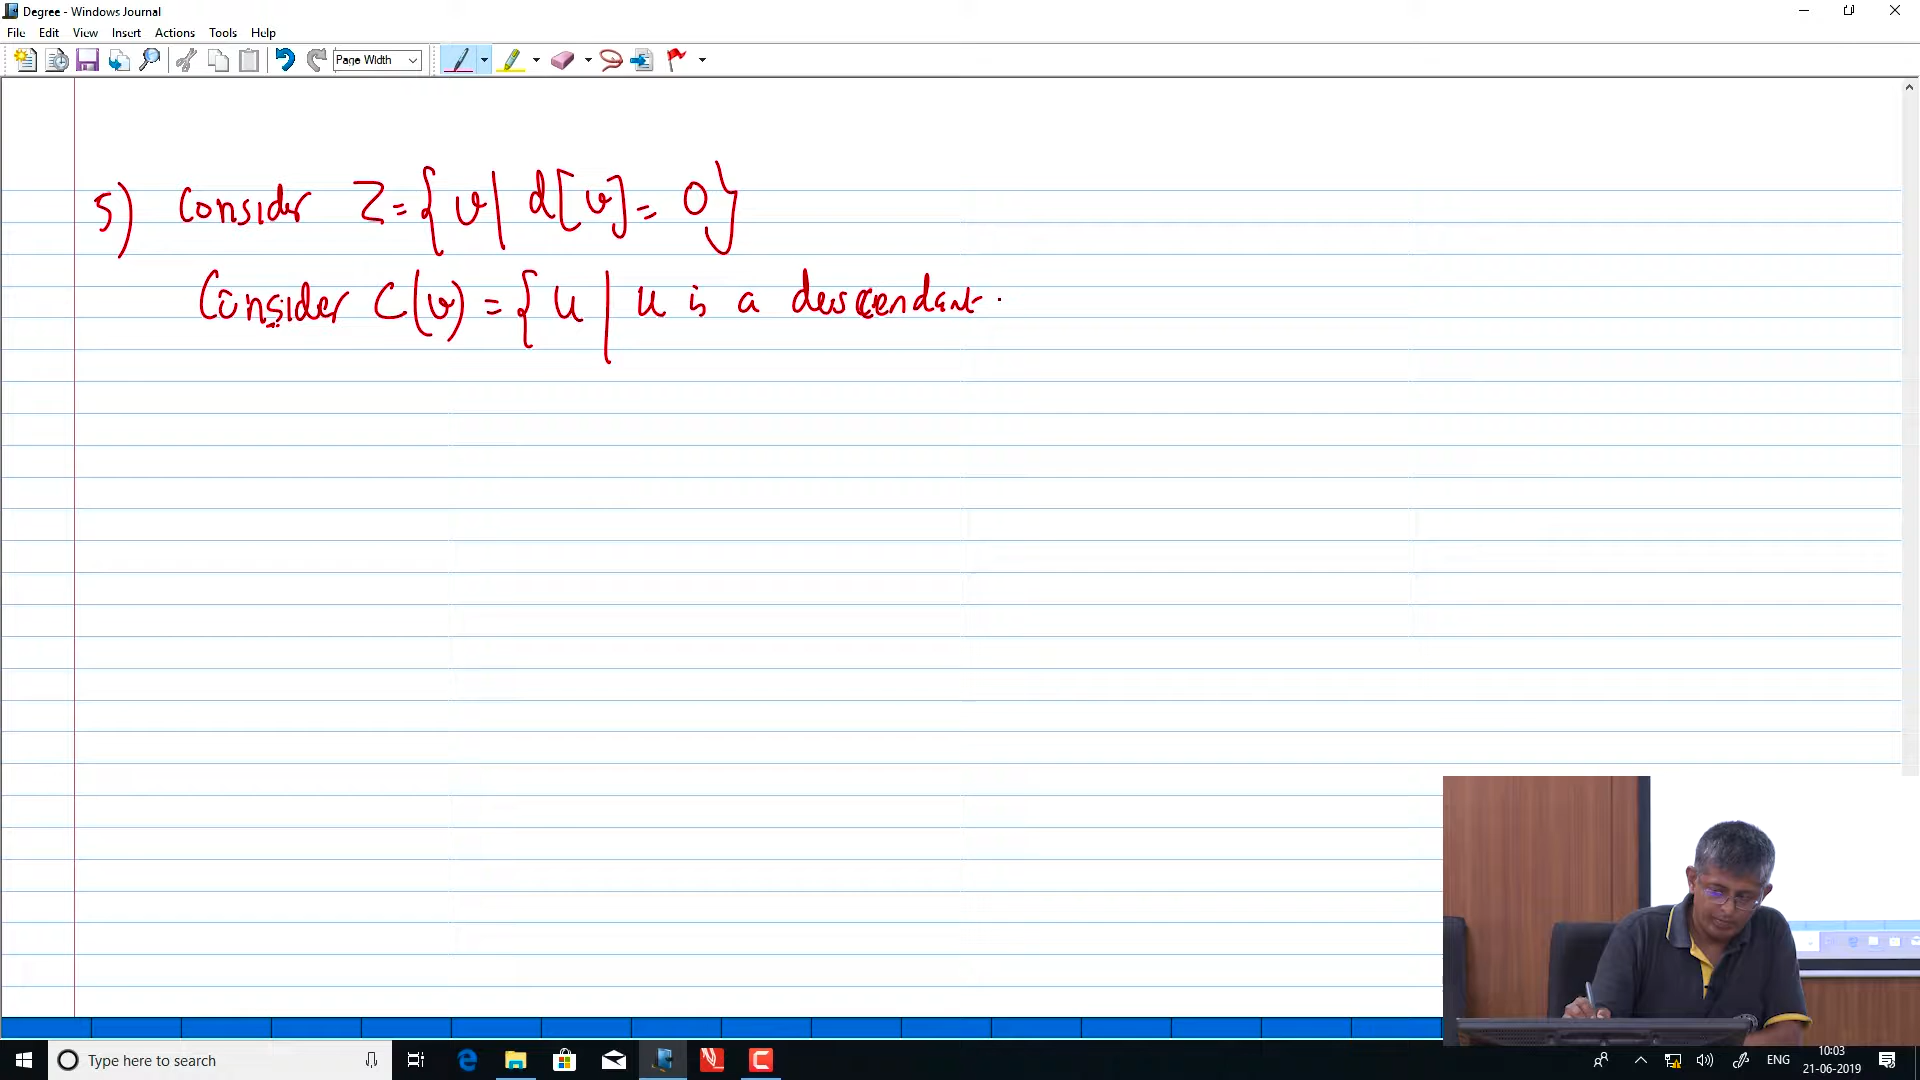 Degree - Windows Journal
File Edit View Insert Actions Tools Help
Page Width
5) Consider Z = { v | d[v] = 0 }
Consider C(v) = { u | u is a descendant
Type here to search
ENG
10:03
21-06-2019